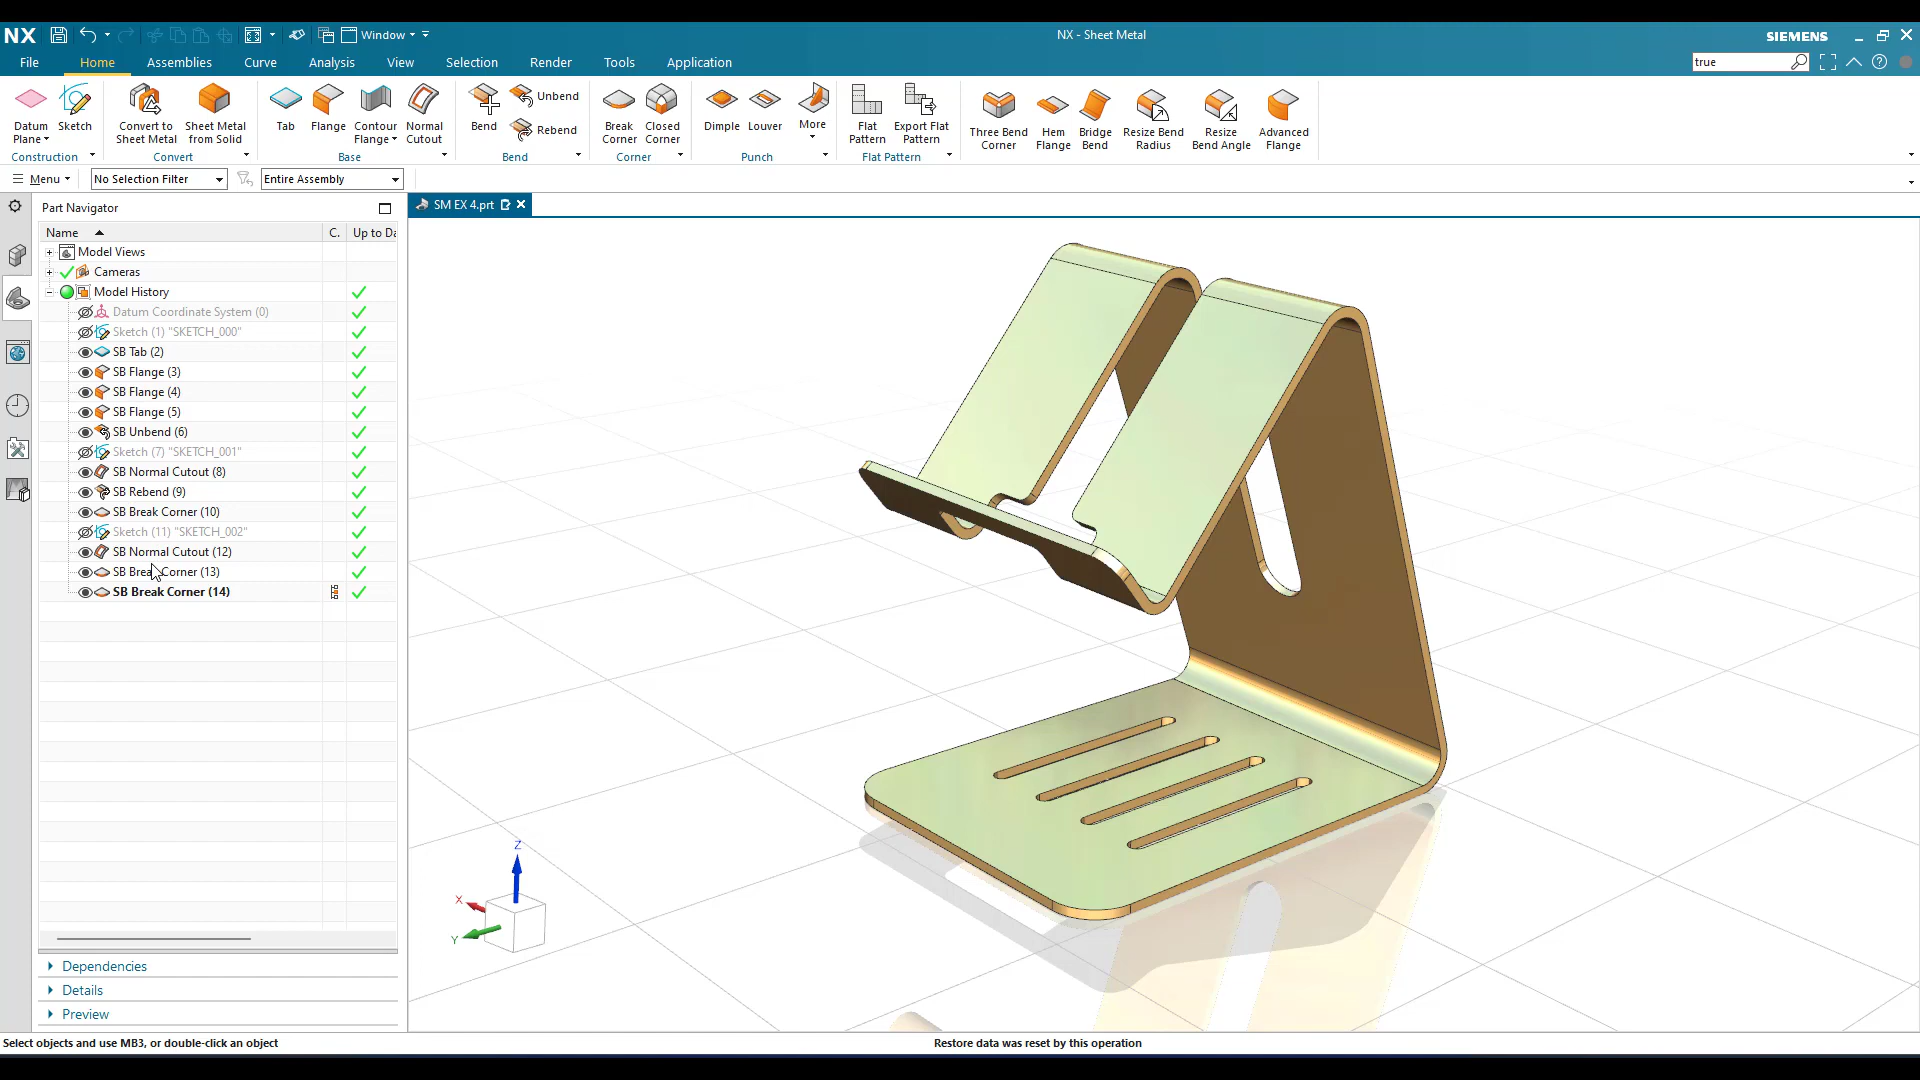 NX Window NX - Sheet Metal SIEMENS
File Home Assemblies Curve Analysis View Selection Render Tools Application true
Datum Plane Sketch Convert to Sheet Metal Sheet Metal from Solid Tab Flange Contour Flange Normal Cutout Bend Unbend Rebend Break Corner Closed Corner Dimple Louver More Flat Pattern Export Flat Pattern Three Bend Corner Hem Flange Bridge Bend Resize Bend Radius Resize Bend Angle Advanced Flange
Construction Convert Base Bend Corner Punch Flat Pattern
Menu No Selection Filter Entire Assembly
Part Navigator SM EX 4.prt
Name C. Up to Da
Model Views
Cameras
Model History
Datum Coordinate System (0)
Sketch (1) "SKETCH_000"
SB Tab (2)
SB Flange (3)
SB Flange (4)
SB Flange (5)
SB Unbend (6)
Sketch (7) "SKETCH_001"
SB Normal Cutout (8)
SB Rebend (9)
SB Break Corner (10)
Sketch (11) "SKETCH_002"
SB Normal Cutout (12)
SB Break Corner (13)
SB Break Corner (14)
Z
X
Y
Dependencies
Details
Preview
Select objects and use MB3, or double-click an object Restore data was reset by this operation